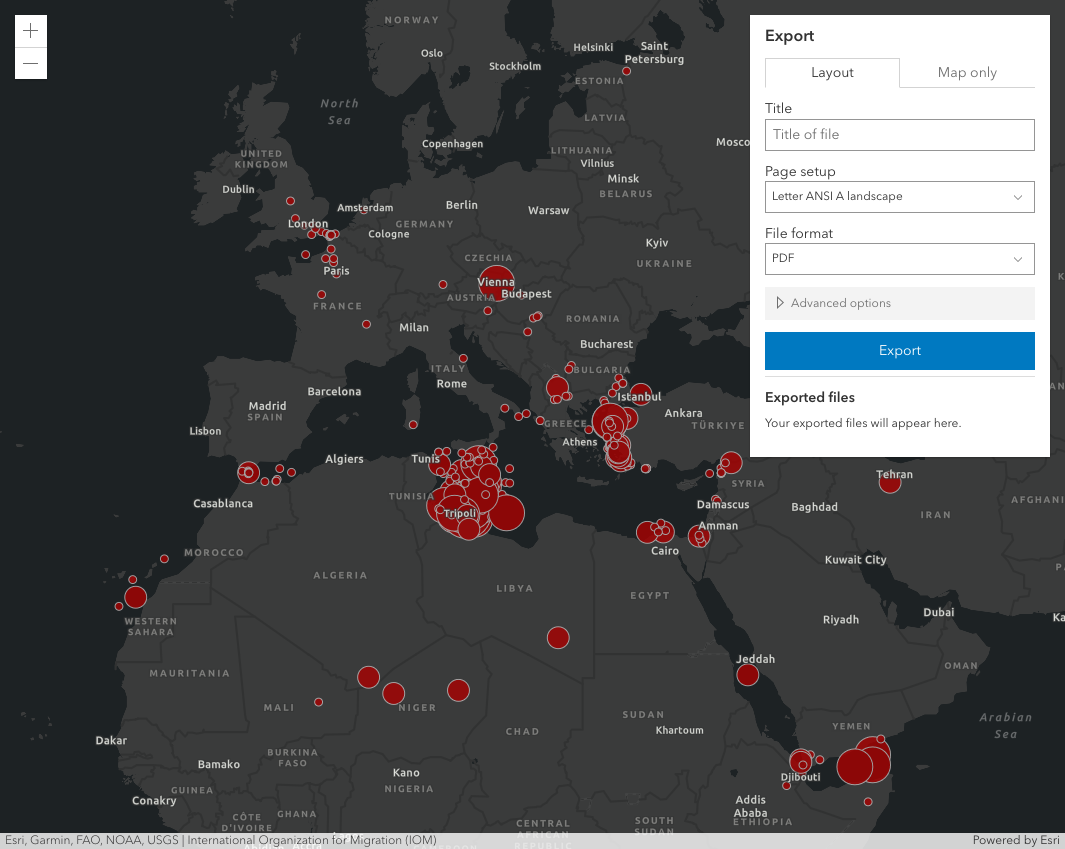 Export
Layout
Map only
Title
Title of file
Page setup
Letter ANSI A landscape
File format
PDF
Advanced options
Export
Exported files
Your exported files will appear here.
NORWAY
Oslo
Helsinki
Saint
Petersburg
Stockholm
ESTONIA
North
Sea
LATVIA
Copenhagen
Mosco
LITHUANIA
Vilnius
UNITED
KINGDOM
Minsk
BELARUS
Dublin
Amsterdam
Berlin
Warsaw
London
GERMANY
Cologne
Kyiv
CZECHIA
UKRAINE
Paris
Vienna
K
AUSTRIA
Budapest
FRANCE
ROMANIA
Milan
Bucharest
ITALY
BULGARIA
Rome
Barcelona
AN
Istanbul
Madrid
SPAIN
Ankara
GREECE
TÜRKIYE
Lisbon
Athens
Algiers
Tunis
Tehran
SYRIA
TUNISIA
Casablanca
Damascus
Baghdad
AFGHANI
Tripoli
IRAN
Amman
Cairo
MOROCCO
Kuwait City
P
ALGERIA
LIBYA
EGYPT
Dubai
Riyadh
Ka
WESTERN
SAHARA
Jeddah
OMAN
MAURITANIA
MALI
NIGER
SUDAN
Arabian
Sea
YEMEN
CHAD
Khartoum
Dakar
BURKINA
FASO
Bamako
Kano
Djibouti
GUINEA
NIGERIA
Conakry
Addis
Ababa
GHANA
CÔTE
D'IVOIRE
ETHIOPIA
CENTRAL
AFRICAN
REPUBLIC
SOUTH
SUDAN
Esri, Garmin, FAO, NOAA, USGS | International Organization for Migration (IOM)
Powered by Esri